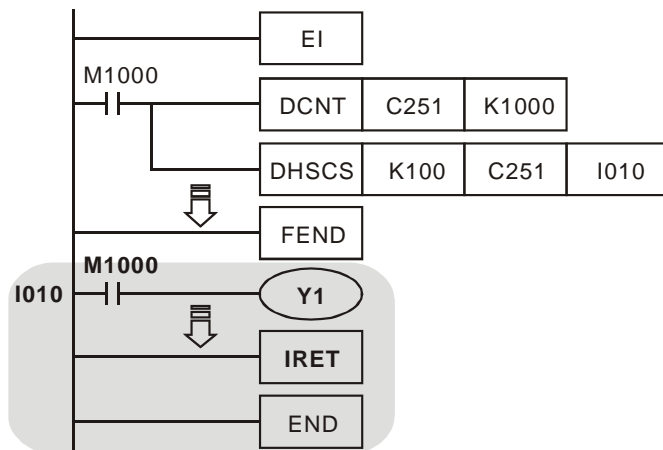 EI
M1000
DCNT C251 K1000
DHSCS K100 C251 I010
FEND
M1000
I010 Y1
IRET
END